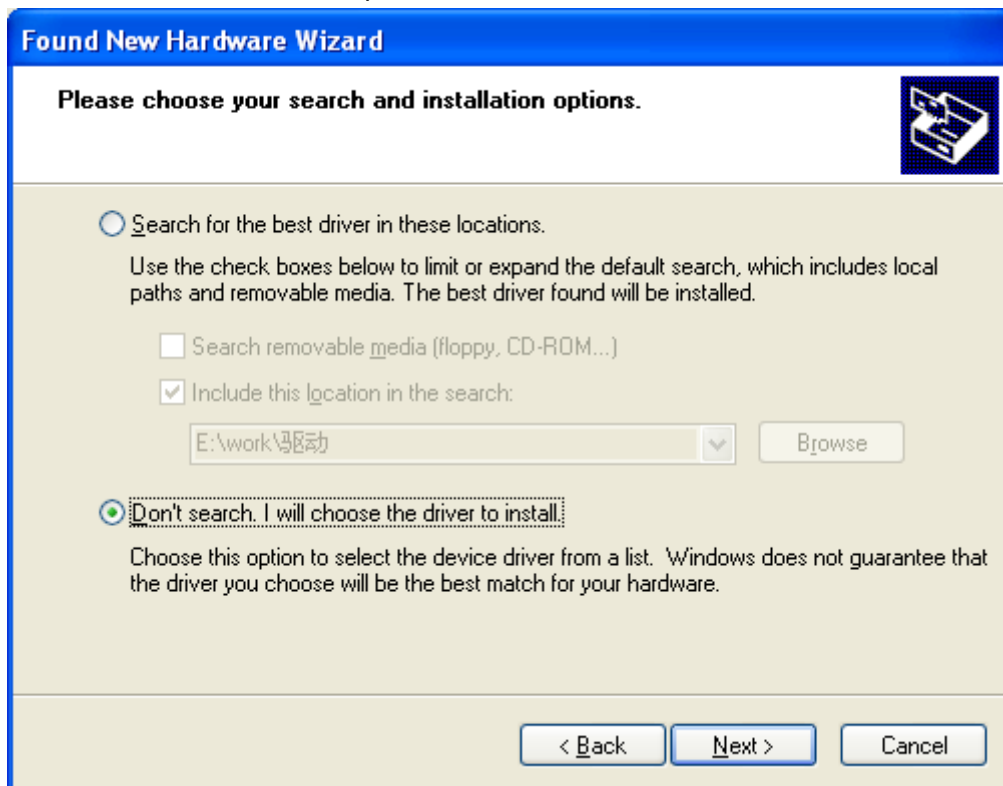 Found New Hardware Wizard
Please choose your search and installation options.
Search for the best driver in these locations.
Use the check boxes below to limit or expand the default search, which includes local
paths and removable media. The best driver found will be installed.
Search removable media (floppy, CD-ROM...)
Include this location in the search:
E:\work\驱动
Browse
Don't search. I will choose the driver to install.
Choose this option to select the device driver from a list.  Windows does not guarantee that
the driver you choose will be the best match for your hardware.
< Back
Next >
Cancel